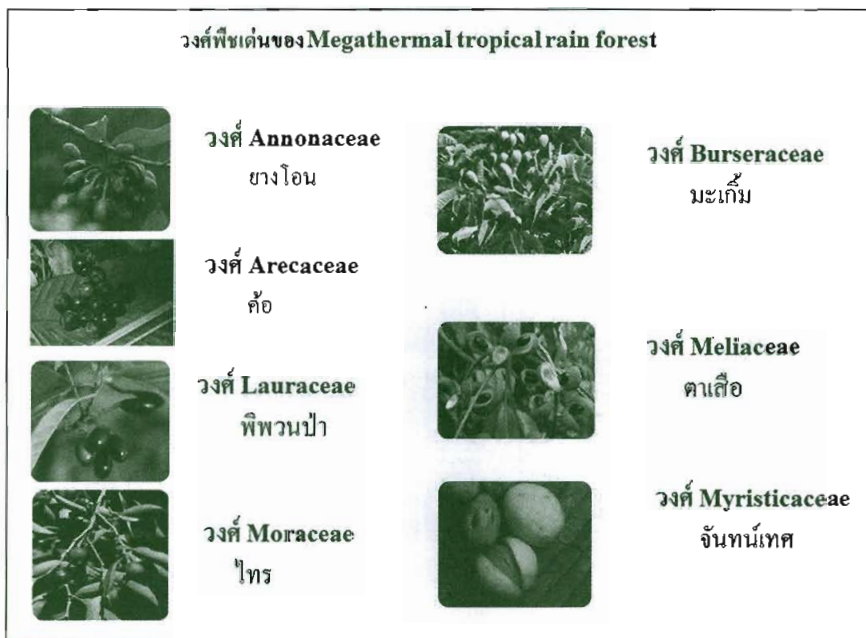 วงศ์พืชเด่นของ Megathermal tropical rain forest
วงศ์ Annonaceae
ยางโอน
วงศ์ Arecaceae
ค้อ
วงศ์ Lauraceae
พิพวนป่า
วงศ์ Moraceae
ไทร
วงศ์ Burseraceae
มะเกิ้ม
วงศ์ Meliaceae
ตาเสือ
วงศ์ Myristicaceae
จันทน์เทศ